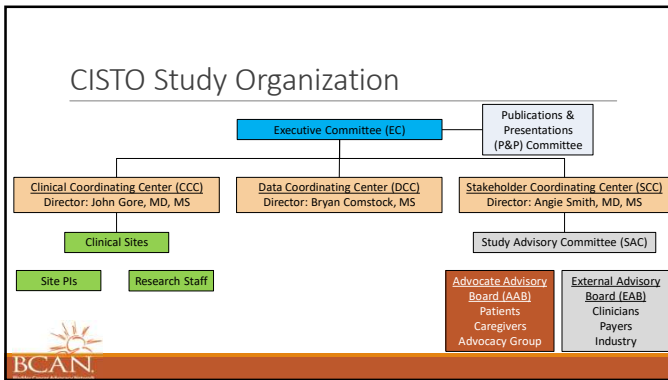 CISTO Study Organization
Executive Committee (EC)
Publications &
Presentations
(P&P) Committee
Clinical Coordinating Center (CCC)
Director: John Gore, MD, MS
Data Coordinating Center (DCC)
Director: Bryan Comstock, MS
Stakeholder Coordinating Center (SCC)
Director: Angie Smith, MD, MS
Clinical Sites
Study Advisory Committee (SAC)
Site PIs
Research Staff
Advocate Advisory
Board (AAB)
Patients
Caregivers
Advocacy Group
External Advisory
Board (EAB)
Clinicians
Payers
Industry
BCAN